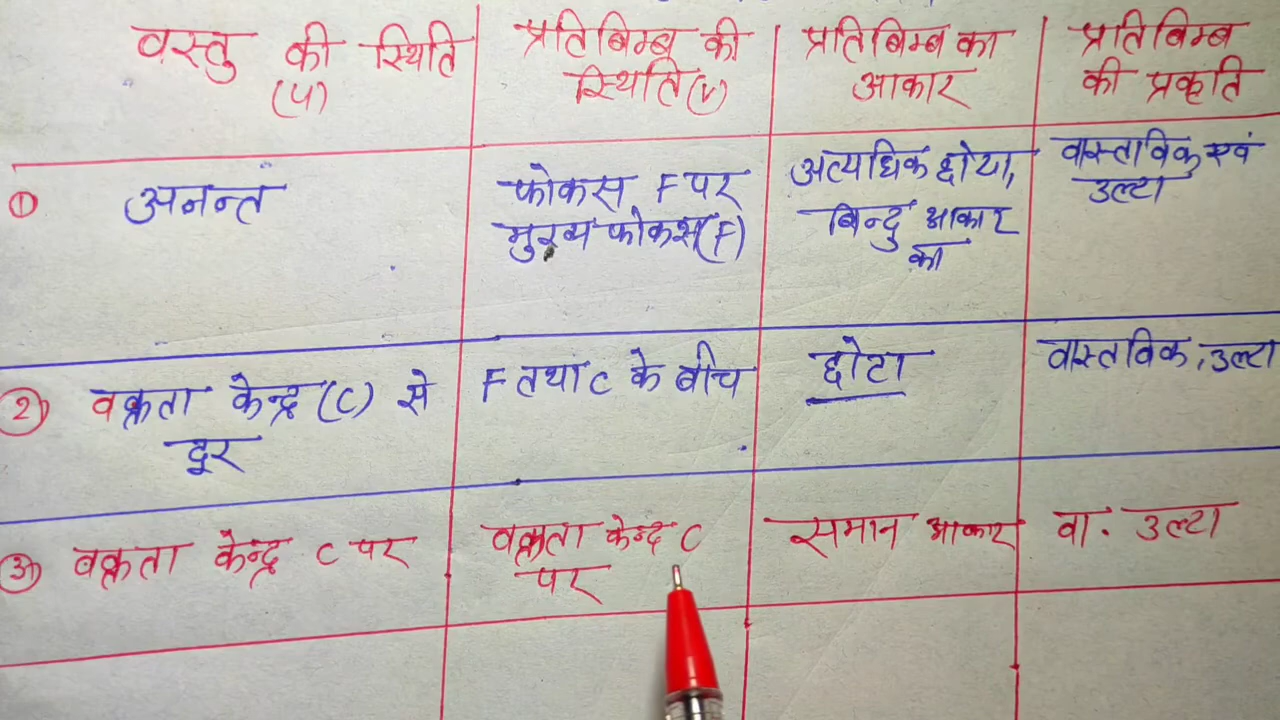 वस्तु की स्थिति
(u)
प्रतिबिम्ब की
स्थिति (v)
प्रतिबिम्ब का
आकार
प्रतिबिम्ब
की प्रकृति
① अनन्त
फोकस F पर
मुख्य फोकस (F)
अत्यधिक छोटा,
बिन्दु आकार
का
वास्तविक एवं
उल्टा
② वक्रता केन्द्र (C) से
दूर
F तथा C के बीच
छोटा
वास्तविक, उल्टा
③ वक्रता केन्द्र C पर
वक्रता केन्द्र C
पर
समान आकार
वा. उल्टा